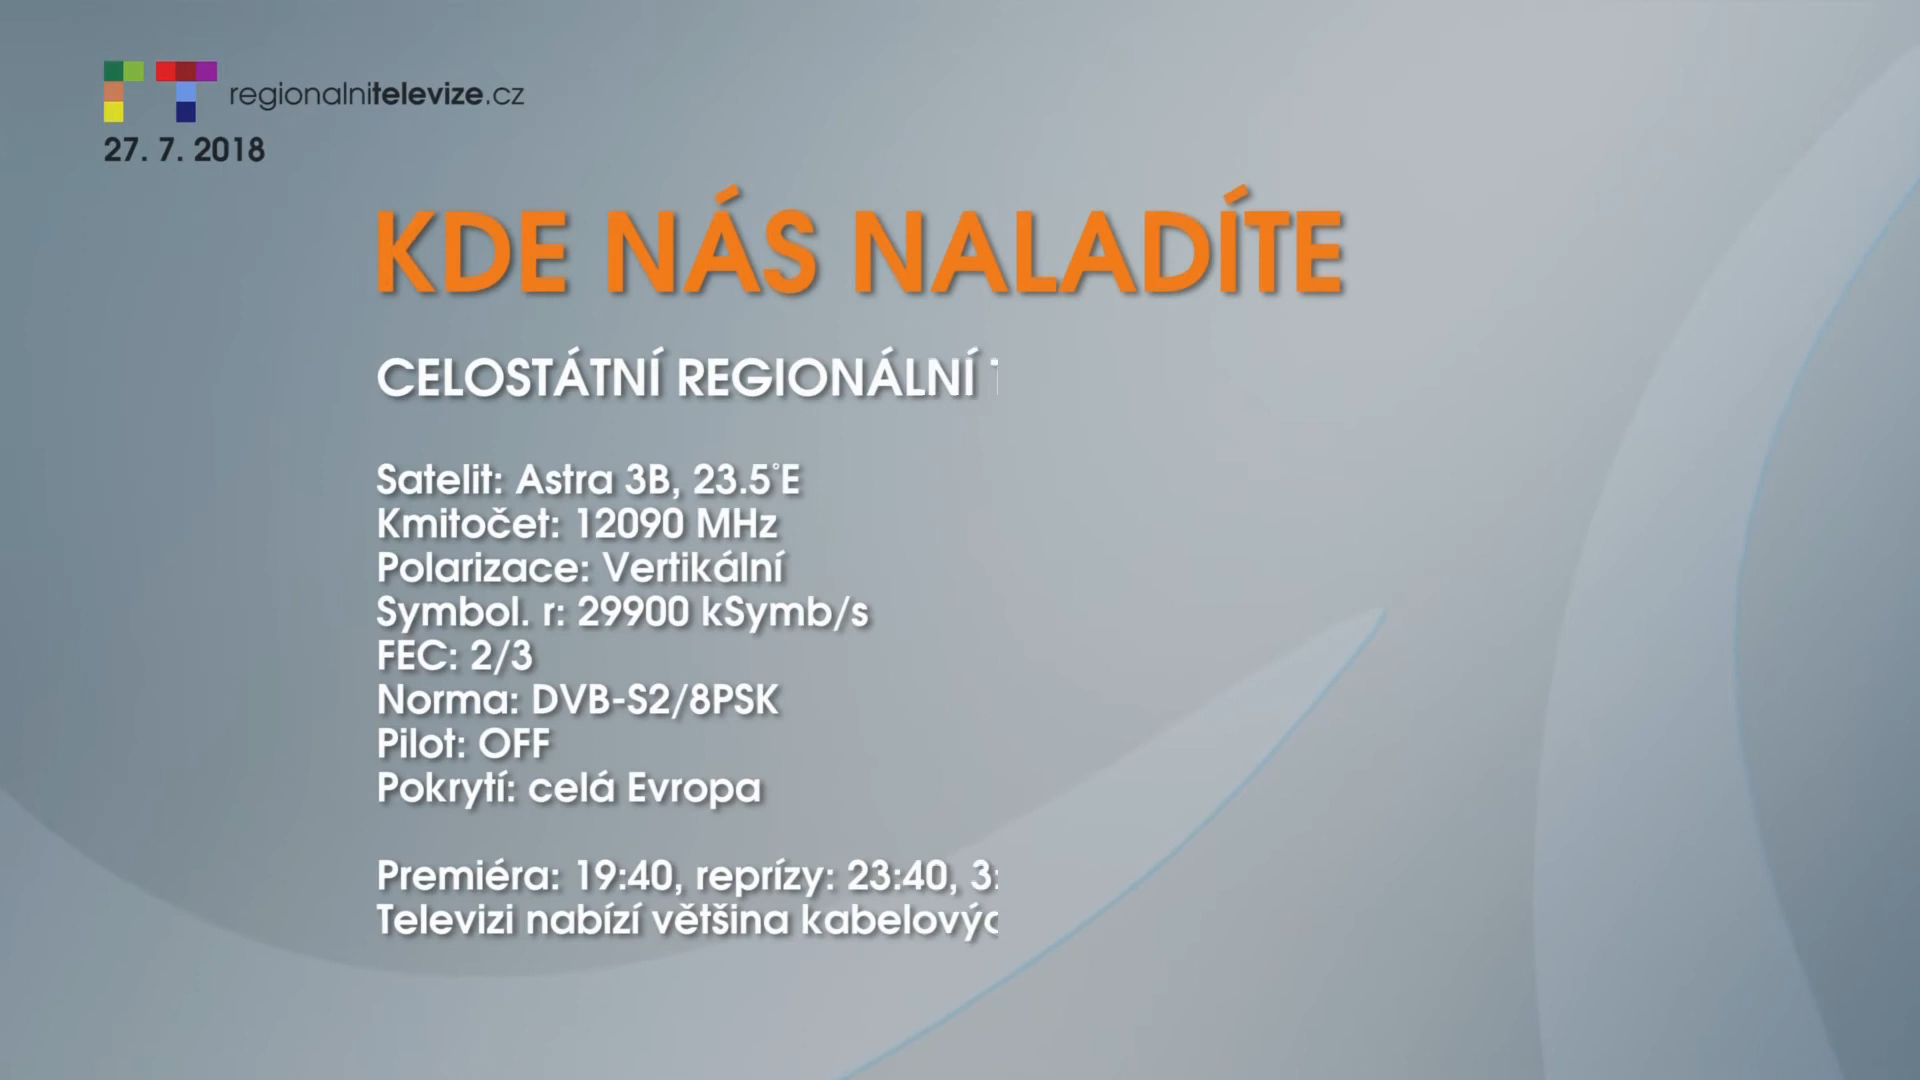 regionalnitelevize.cz
27. 7. 2018
KDE NÁS NALADÍTE
CELOSTÁTNÍ REGIONÁLNÍ
Satelit: Astra 3B, 23.5°E
Kmitočet: 12090 MHz
Polarizace: Vertikální
Symbol. r: 29900 kSymb/s
FEC: 2/3
Norma: DVB-S2/8PSK
Pilot: OFF
Pokrytí: celá Evropa
Premiéra: 19:40, reprízy: 23:40, 3:
Televizi nabízí většina